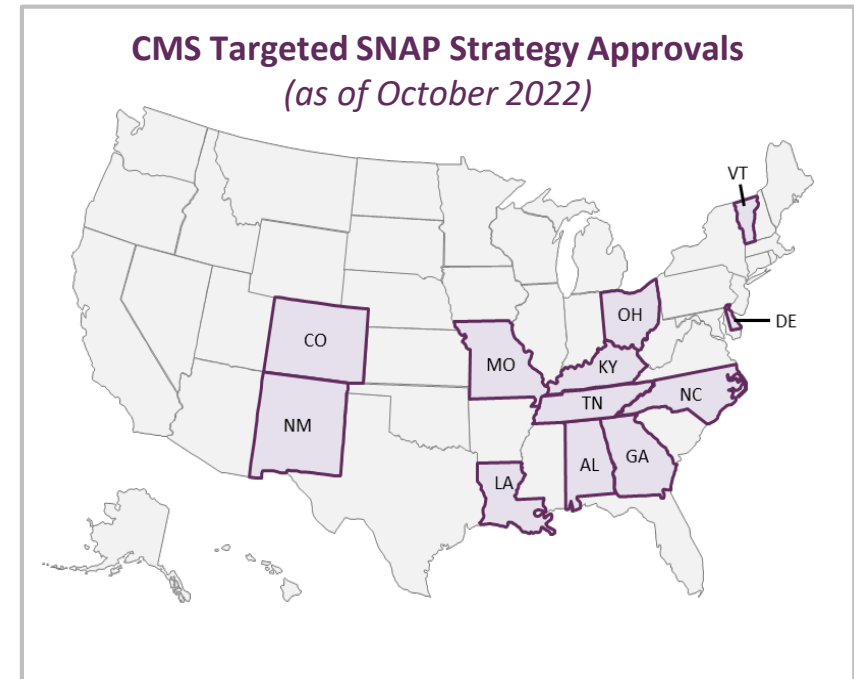 CMS Targeted SNAP Strategy Approvals
(as of October 2022)
VT
OH
DE
CO
MO
KY
NC
TN
NM
GA
AL
LA